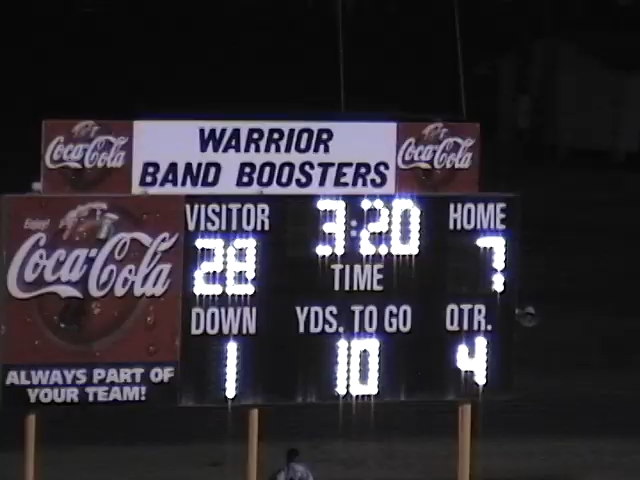 WARRIOR
BAND BOOSTERS
Coca-Cola
Coca-Cola
Enjoy
Coca-Cola
ALWAYS PART OF
YOUR TEAM!
VISITOR 3:20 HOME
28 TIME 7
DOWN YDS. TO GO QTR.
1 10 4